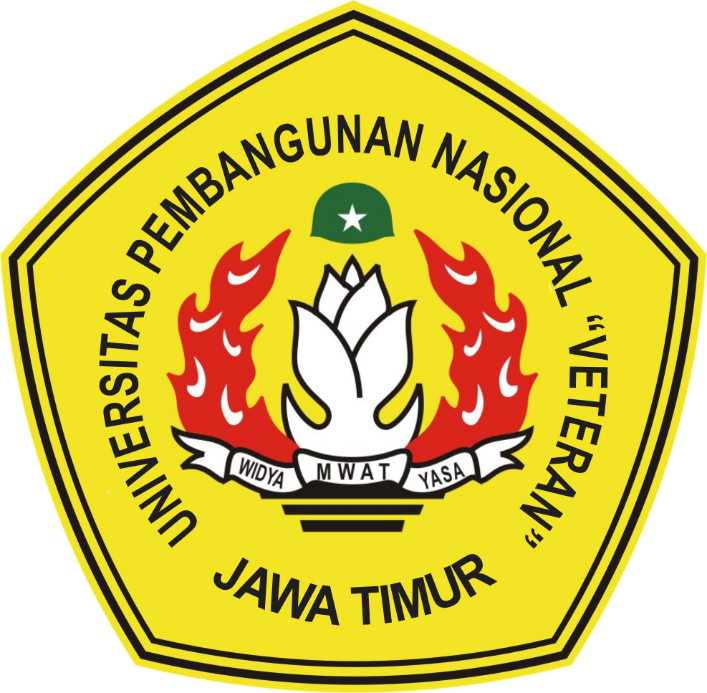 UNIVERSITAS PEMBANGUNAN NASIONAL “VETERAN”
WIDYA MWAT YASA
JAWA TIMUR